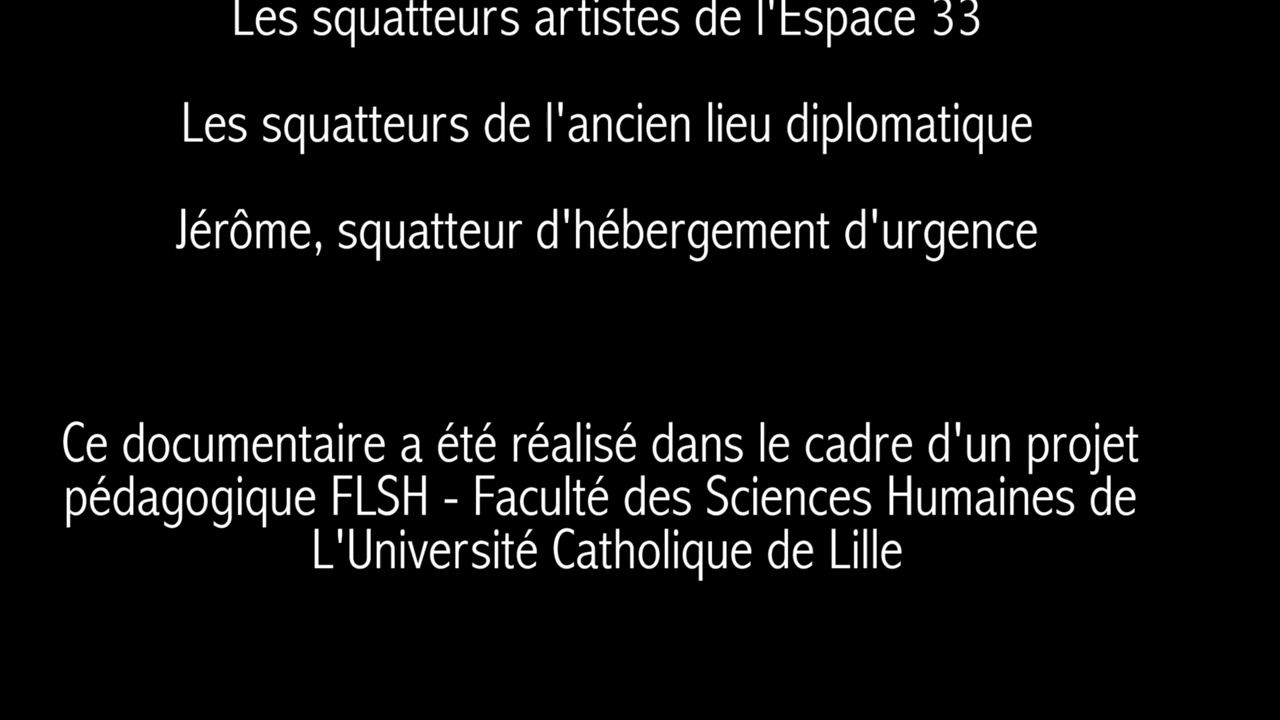 Les squatteurs artistes de l'Espace 33
Les squatteurs de l'ancien lieu diplomatique
Jérôme, squatteur d'hébergement d'urgence
Ce documentaire a été réalisé dans le cadre d'un projet
pédagogique FLSH - Faculté des Sciences Humaines de
L'Université Catholique de Lille